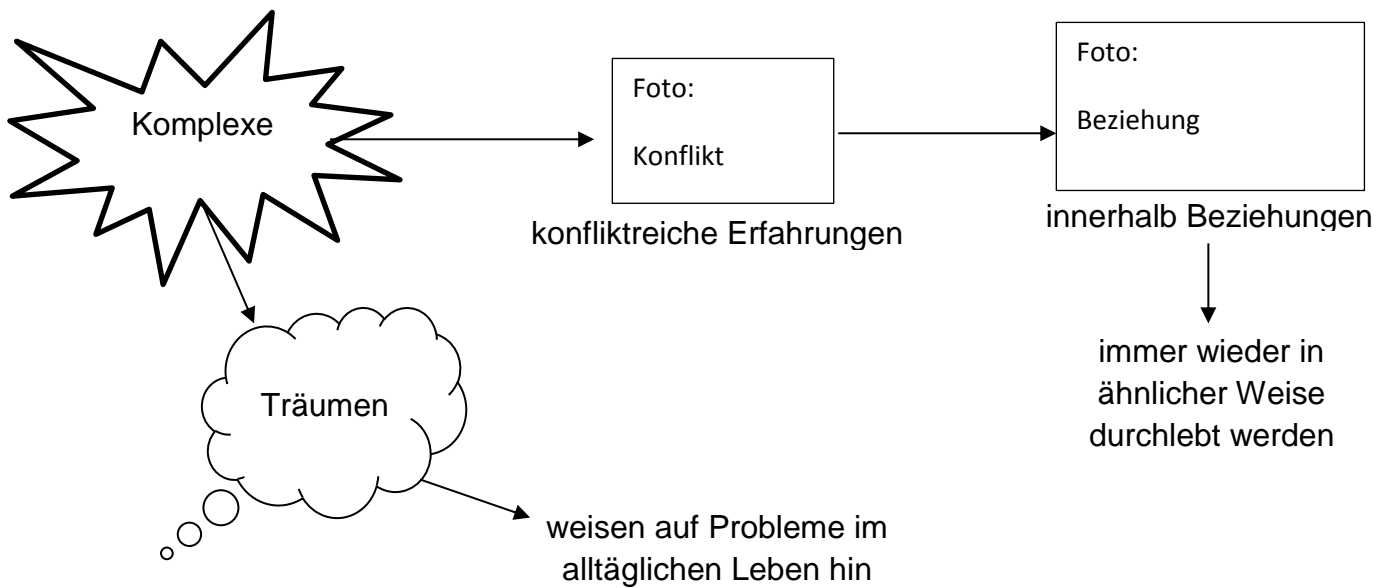 Komplexe
Foto:
Konflikt
konfliktreiche Erfahrungen
Foto:
Beziehung
innerhalb Beziehungen
immer wieder in
ähnlicher Weise
durchlebt werden
Träumen
weisen auf Probleme im
alltäglichen Leben hin